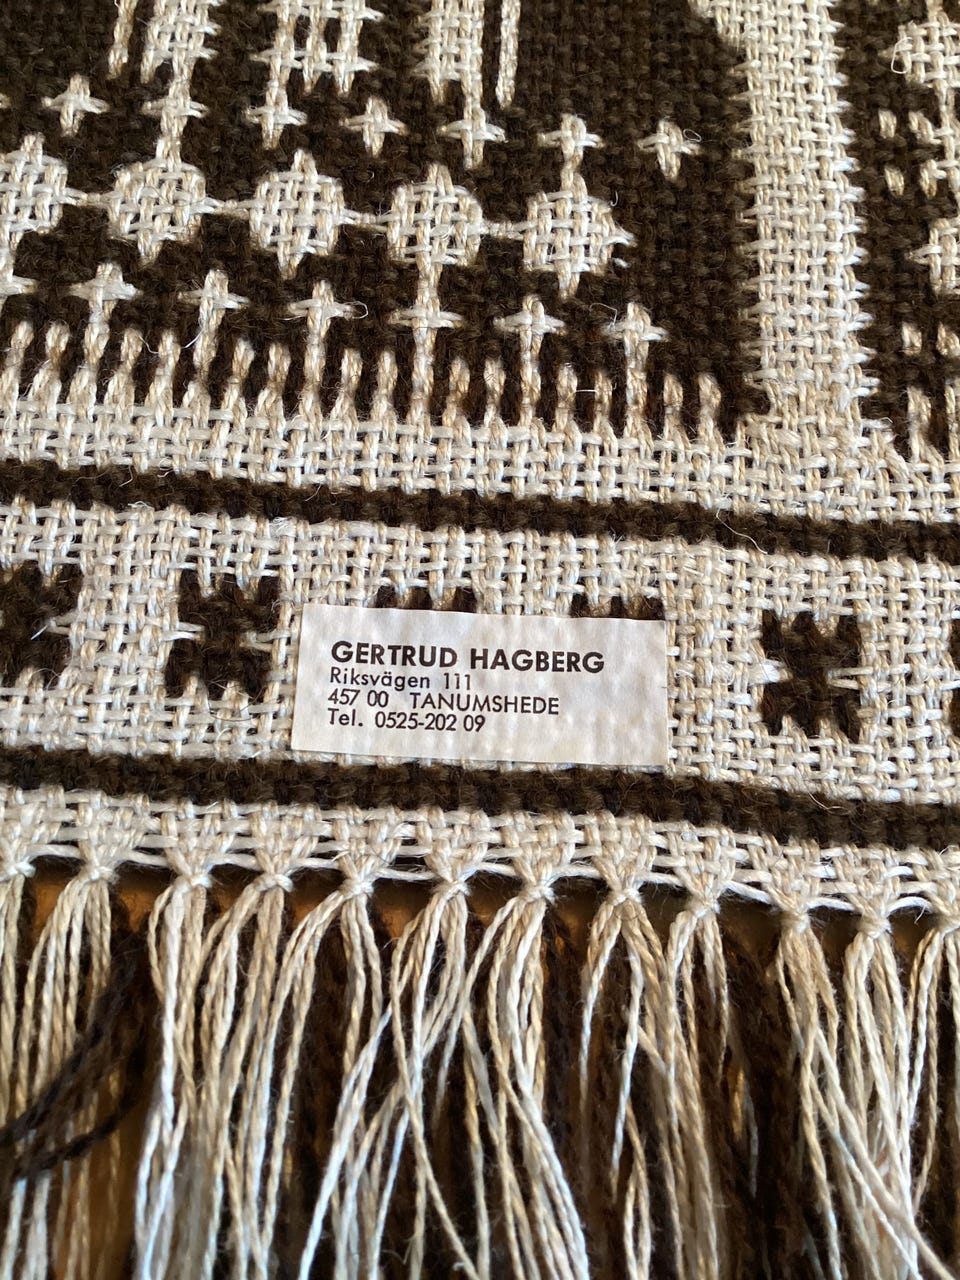 GERTRUD HAGBERG
Riksvägen 111
457 00 TANUMSHEDE
Tel. 0525-202 09